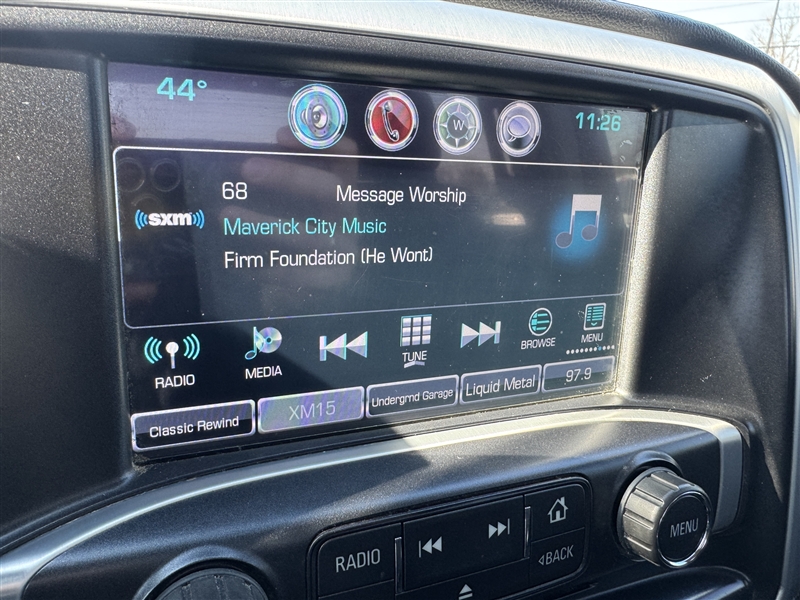 44°
W
11:26
68 Message Worship
((sxm))
Maverick City Music
Firm Foundation (He Wont)
RADIO
MEDIA
TUNE
BROWSE
MENU
Classic Rewind
XM15
Undergrnd Garage
Liquid Metal
97.9
RADIO
BACK
MENU